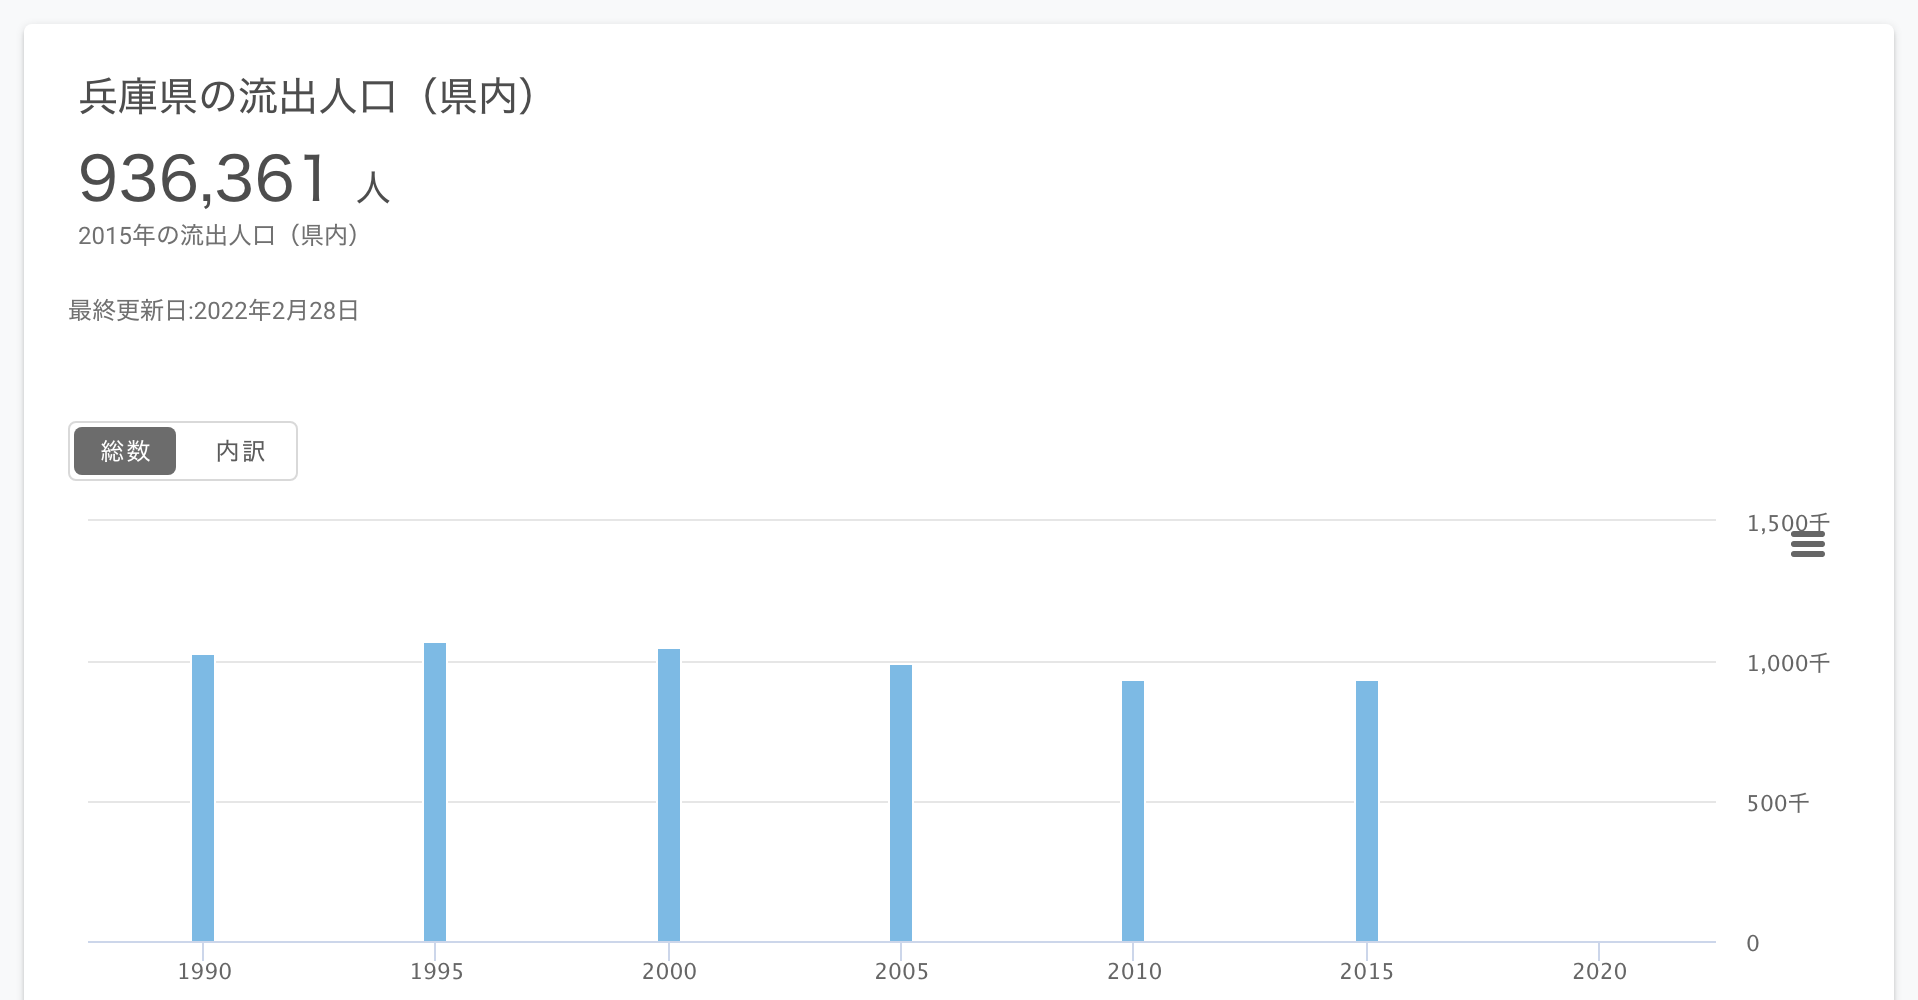 兵庫県の流出人口（県内）
936,361 人
2015年の流出人口（県内）
最終更新日:2022年2月28日
総数 内訳
1,500千
1,000千
500千
0
1990 1995 2000 2005 2010 2015 2020